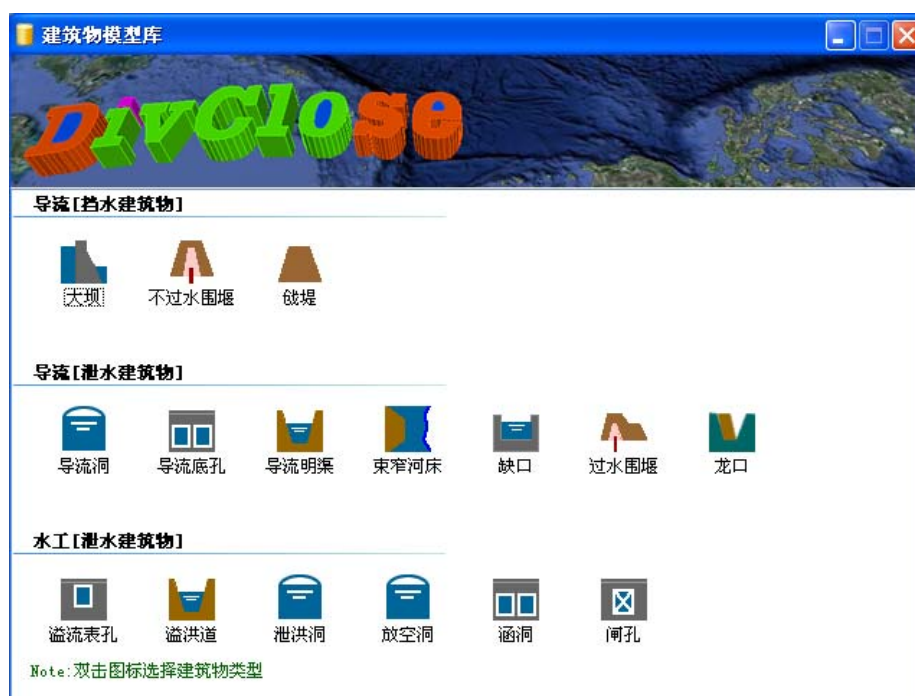 建筑物模型库
DivClose
导流[挡水建筑物]
大坝 不过水围堰 戗堤
导流[泄水建筑物]
导流洞 导流底孔 导流明渠 束窄河床 缺口 过水围堰 龙口
水工[泄水建筑物]
溢流表孔 溢洪道 泄洪洞 放空洞 涵洞 闸孔
Note:双击图标选择建筑物类型